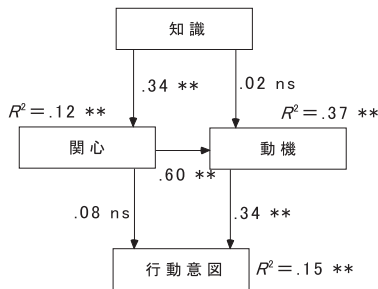 知識
.34 **
.02 ns
R²=.12 **
R²=.37 **
関心
動機
.60 **
.08 ns
.34 **
行動意図
R²=.15 **